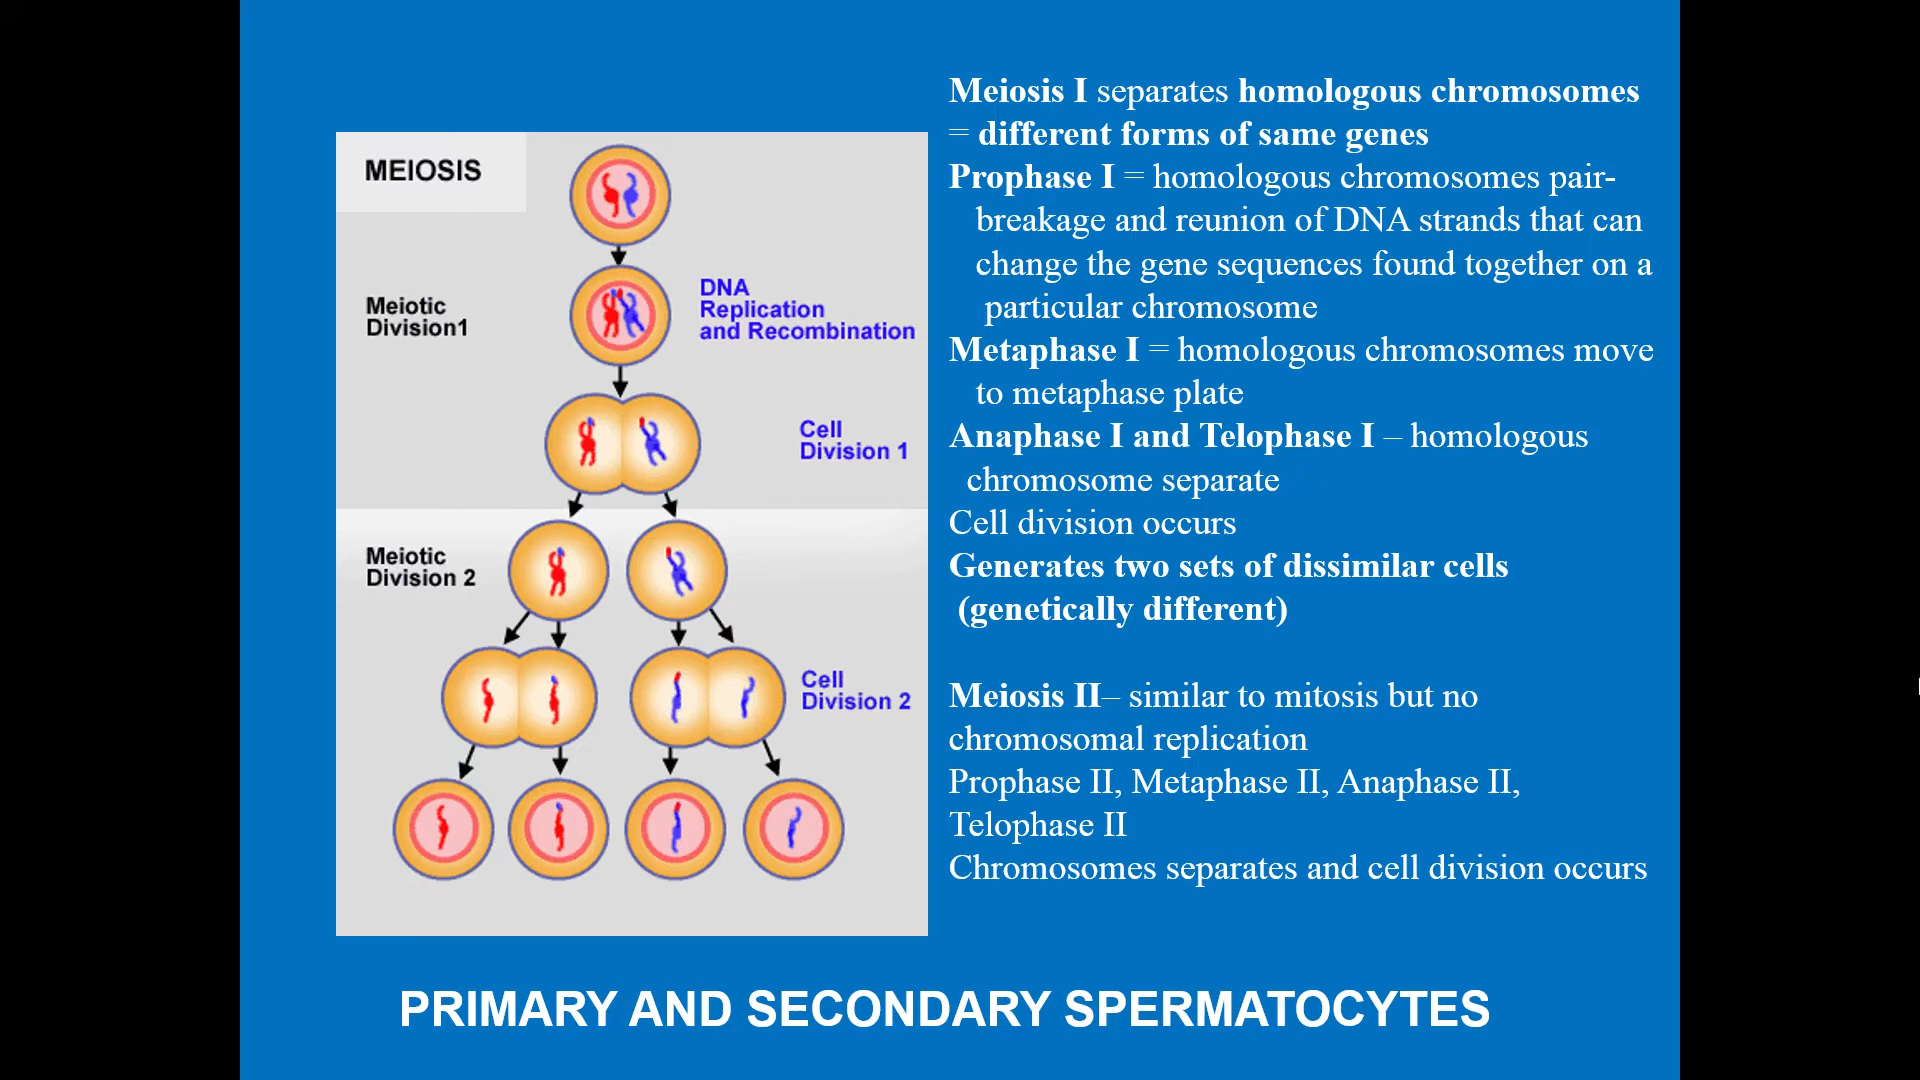 MEIOSIS
Meiotic
Division1
DNA
Replication
and Recombination
Cell
Division 1
Meiotic
Division 2
Cell
Division 2
Meiosis I separates homologous chromosomes
= different forms of same genes
Prophase I = homologous chromosomes pair-
breakage and reunion of DNA strands that can
change the gene sequences found together on a
particular chromosome
Metaphase I = homologous chromosomes move
to metaphase plate
Anaphase I and Telophase I – homologous
chromosome separate
Cell division occurs
Generates two sets of dissimilar cells
(genetically different)
Meiosis II– similar to mitosis but no
chromosomal replication
Prophase II, Metaphase II, Anaphase II,
Telophase II
Chromosomes separates and cell division occurs
PRIMARY AND SECONDARY SPERMATOCYTES